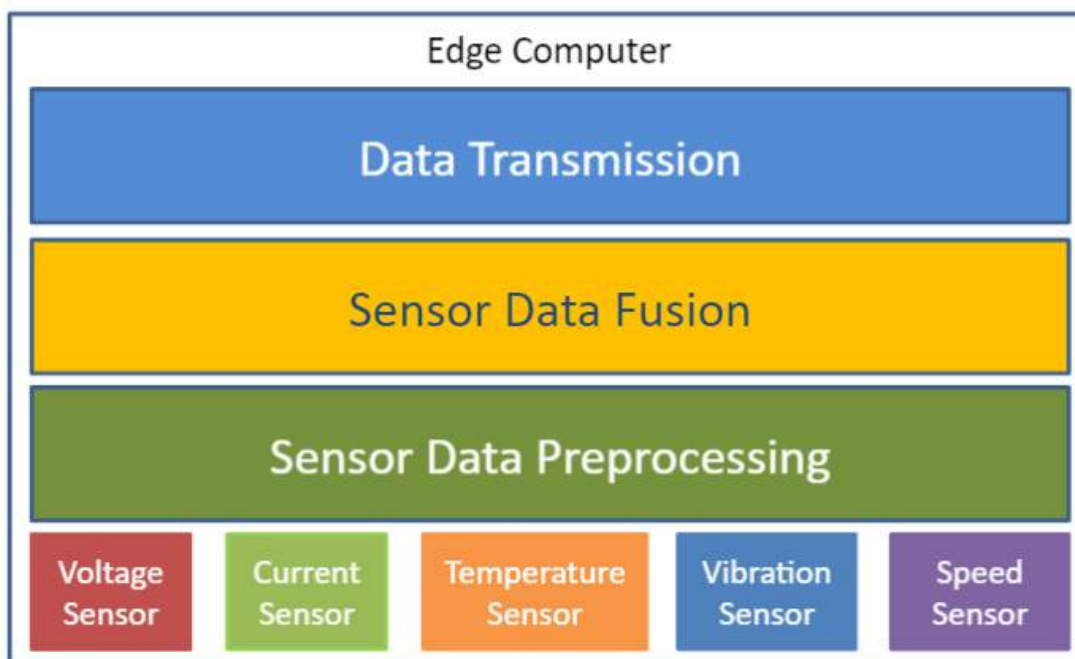 Edge Computer
Data Transmission
Sensor Data Fusion
Sensor Data Preprocessing
Voltage
Sensor
Current
Sensor
Temperature
Sensor
Vibration
Sensor
Speed
Sensor